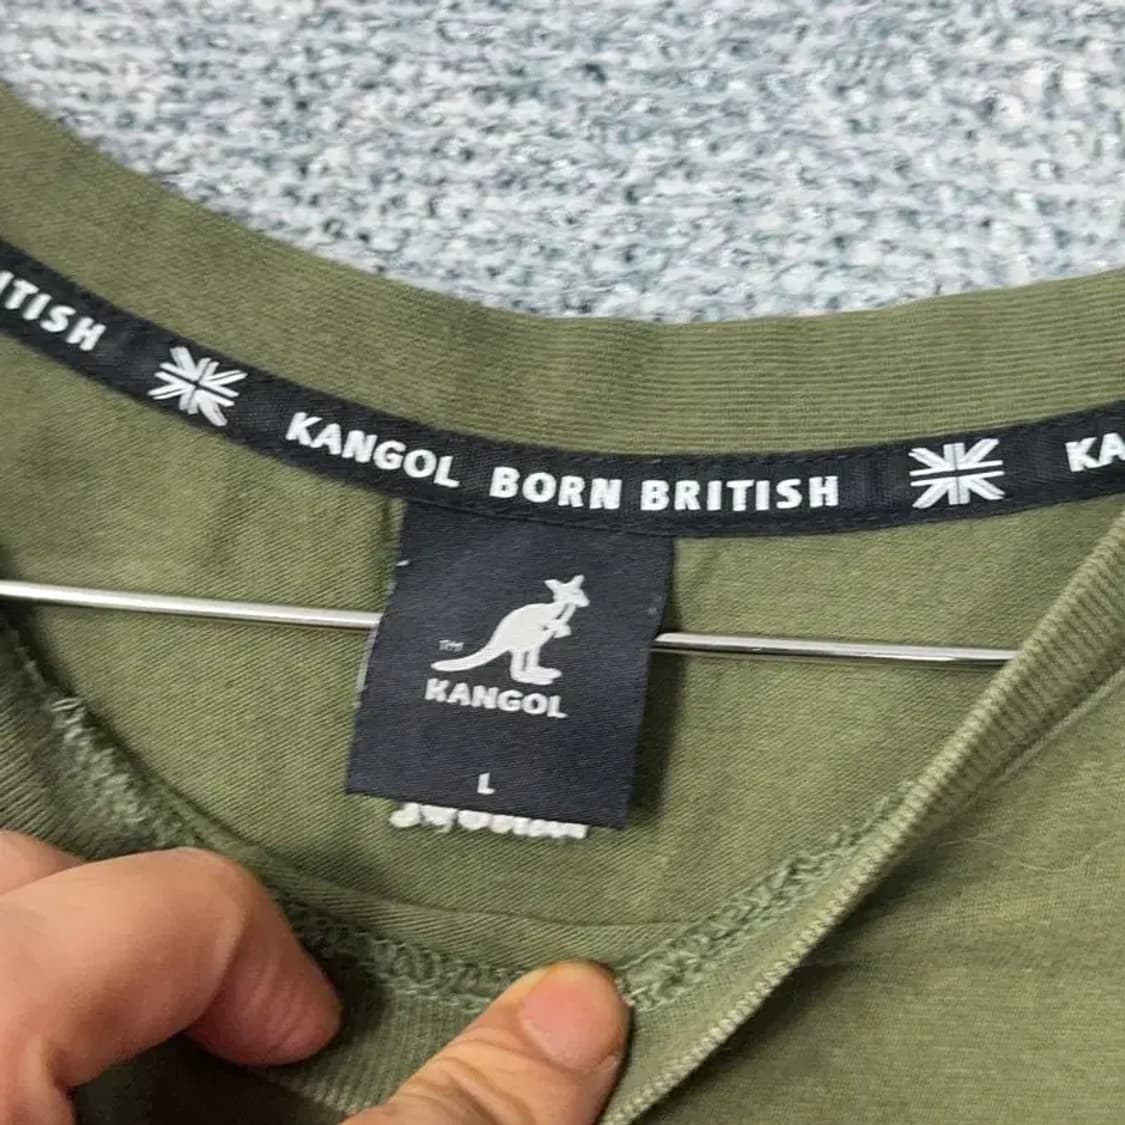 ITISH KANGOL BORN BRITISH KA
TM
KANGOL
L